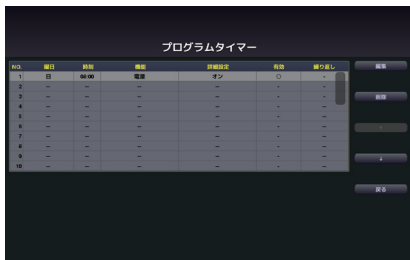 プログラムタイマー
NO. 曜日 時刻 機能 詳細設定 有効 繰り返し
1 日 00:00 電源 オン ○ -
2 -- -- -- -- - --
3 -- -- -- -- - --
4 -- -- -- -- - --
5 -- -- -- -- - --
6 -- -- -- -- - --
7 -- -- -- -- - --
8 -- -- -- -- - --
9 -- -- -- -- - --
10 -- -- -- -- - --
編集
削除
↑
↓
戻る